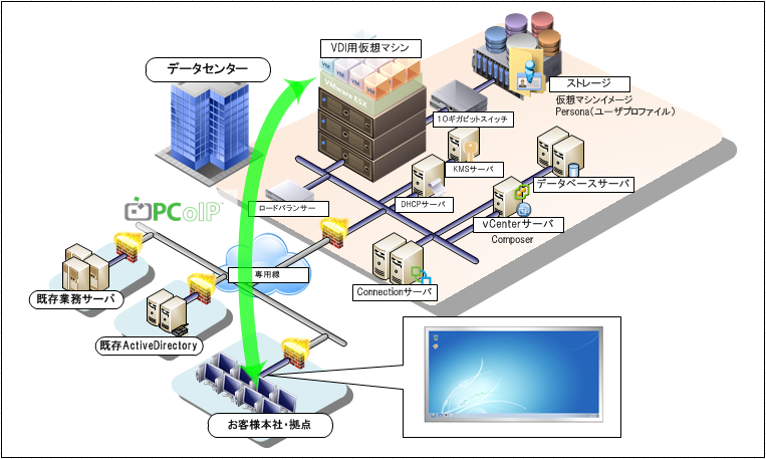 VDI用仮想マシン
データセンター
VM VM VM VM
VMware ESX
ストレージ
仮想マシンイメージ
Persona(ユーザプロファイル)
10ギガビットスイッチ
KMSサーバ
データベースサーバ
DHCPサーバ
ロードバランサー
PCoIP
vCenterサーバ
Composer
専用線
Connectionサーバ
既存業務サーバ
既存ActiveDirectory
お客様本社・拠点